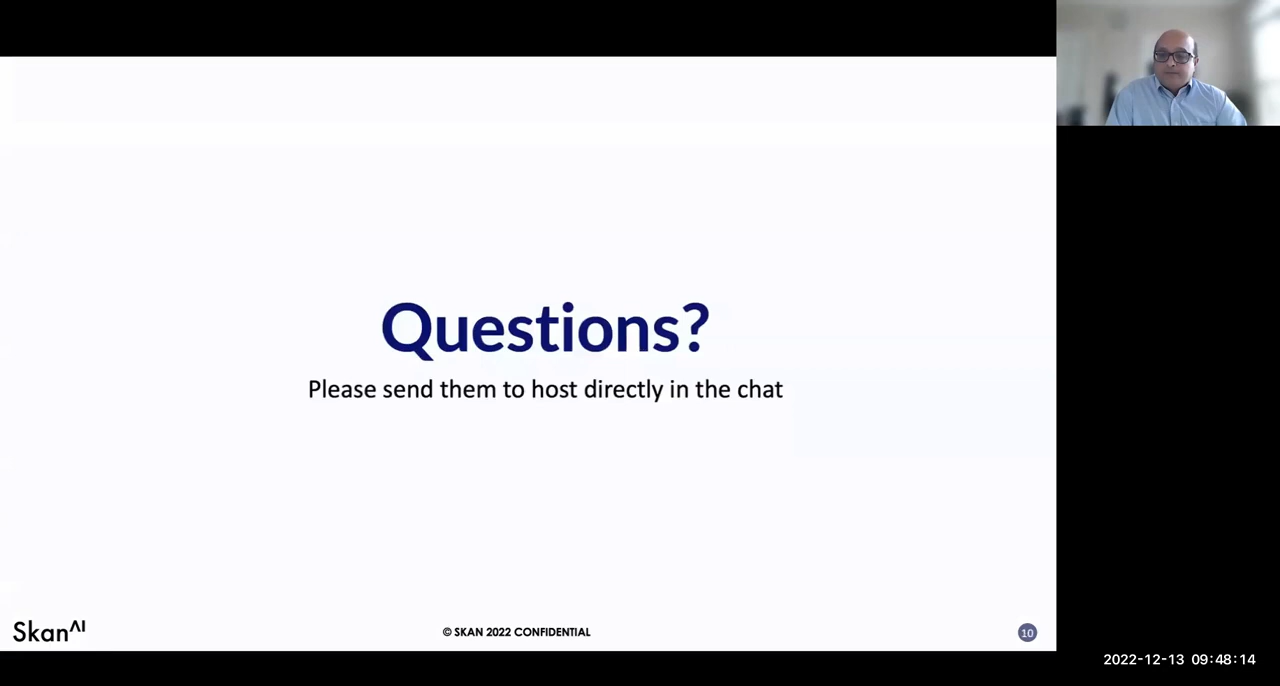 Questions?
Please send them to host directly in the chat
SkanAI
© SKAN 2022 CONFIDENTIAL
10
2022-12-13 09:48:14